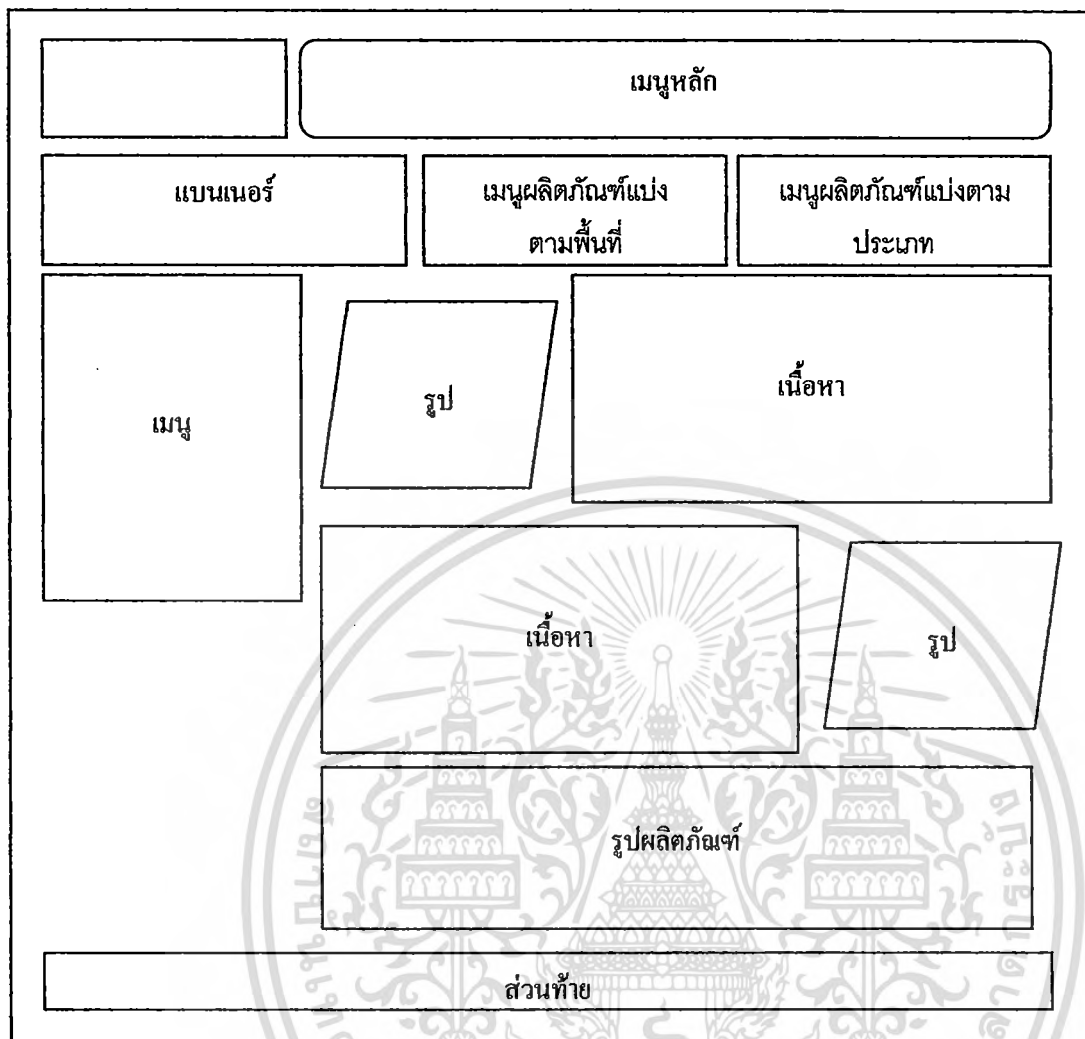 เมนูหลัก
แบนเนอร์
เมนูผลิตภัณฑ์แบ่ง
ตามพื้นที่
เมนูผลิตภัณฑ์แบ่งตาม
ประเภท
เมนู
รูป
เนื้อหา
เนื้อหา
รูป
รูปผลิตภัณฑ์
ส่วนท้าย